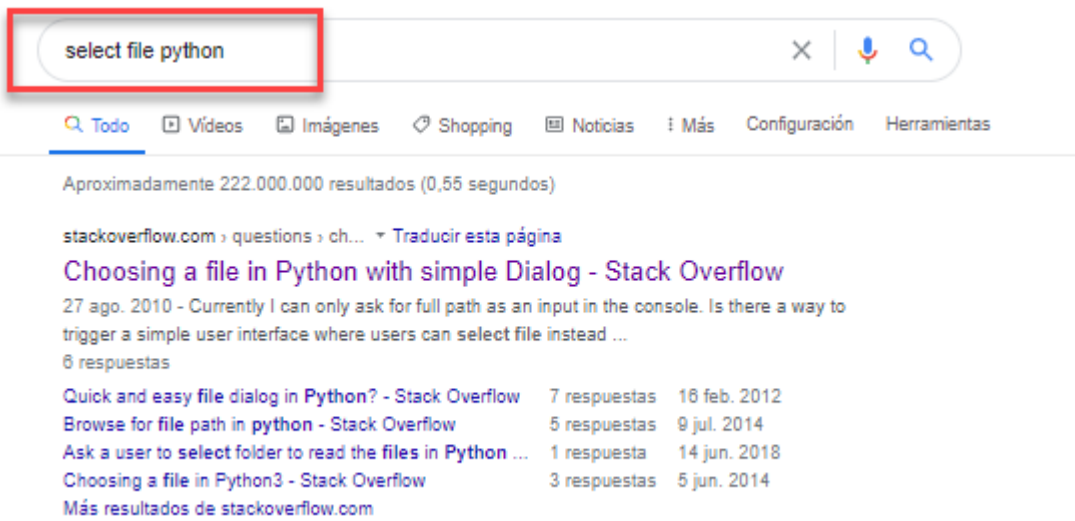 select file python
Todo Vídeos Imágenes Shopping Noticias Más Configuración Herramientas
Aproximadamente 222.000.000 resultados (0,55 segundos)
stackoverflow.com › questions › ch... Traducir esta página
Choosing a file in Python with simple Dialog - Stack Overflow
27 ago. 2010 - Currently I can only ask for full path as an input in the console. Is there a way to
trigger a simple user interface where users can select file instead ...
6 respuestas
Quick and easy file dialog in Python? - Stack Overflow 7 respuestas 16 feb. 2012
Browse for file path in python - Stack Overflow 5 respuestas 9 jul. 2014
Ask a user to select folder to read the files in Python ... 1 respuesta 14 jun. 2018
Choosing a file in Python3 - Stack Overflow 3 respuestas 5 jun. 2014
Más resultados de stackoverflow.com